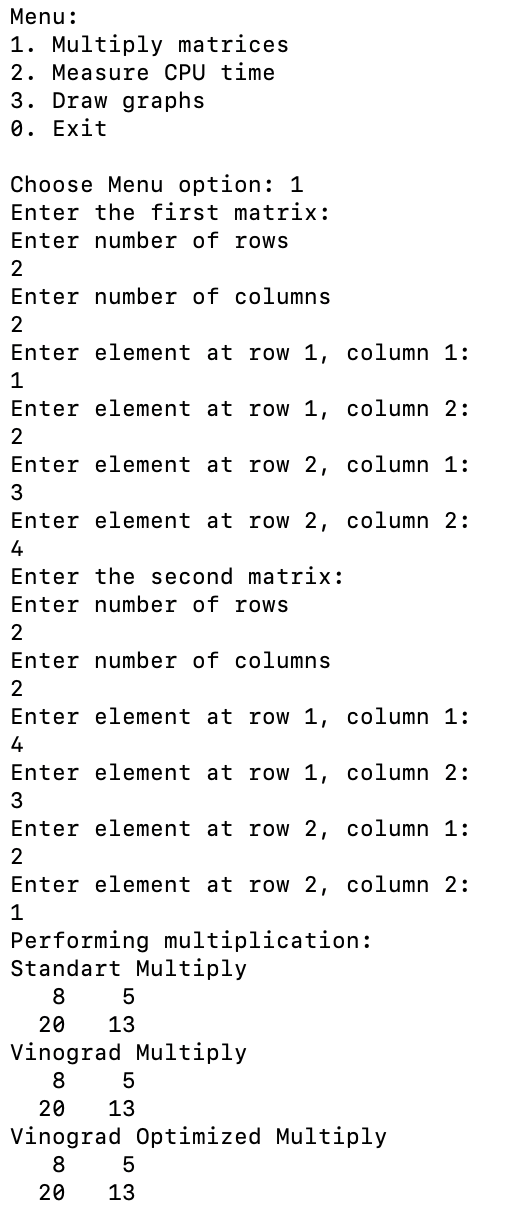 Menu:
1. Multiply matrices
2. Measure CPU time
3. Draw graphs
0. Exit
Choose Menu option: 1
Enter the first matrix:
Enter number of rows
2
Enter number of columns
2
Enter element at row 1, column 1:
1
Enter element at row 1, column 2:
2
Enter element at row 2, column 1:
3
Enter element at row 2, column 2:
4
Enter the second matrix:
Enter number of rows
2
Enter number of columns
2
Enter element at row 1, column 1:
4
Enter element at row 1, column 2:
3
Enter element at row 2, column 1:
2
Enter element at row 2, column 2:
1
Performing multiplication:
Standart Multiply
   8    5
  20   13
Vinograd Multiply
   8    5
  20   13
Vinograd Optimized Multiply
   8    5
  20   13